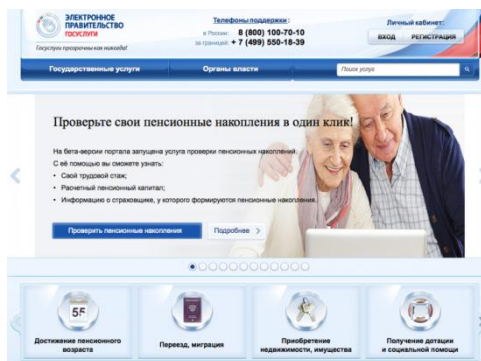 ЭЛЕКТРОННОЕ
ПРАВИТЕЛЬСТВО
ГОСУСЛУГИ
Госуслуги прозрачны как никогда!
Телефоны поддержки:
в России: 8 (800) 100-70-10
за границей: + 7 (499) 550-18-39
Личный кабинет:
ВХОД РЕГИСТРАЦИЯ
Государственные услуги
Органы власти
Поиск услуг
Проверьте свои пенсионные накопления в один клик!
На бета-версии портала запущена услуга проверки пенсионных накоплений.
С её помощью вы сможете узнать:
• Свой трудовой стаж;
• Расчетный пенсионный капитал;
• Информацию о страховщике, у которого формируются пенсионные накопления.
Проверить пенсионные накопления
Подробнее >
55
Достижение пенсионного
возраста
Переезд, миграция
Приобретение
недвижимости, имущества
Получение дотации
и социальной помощи